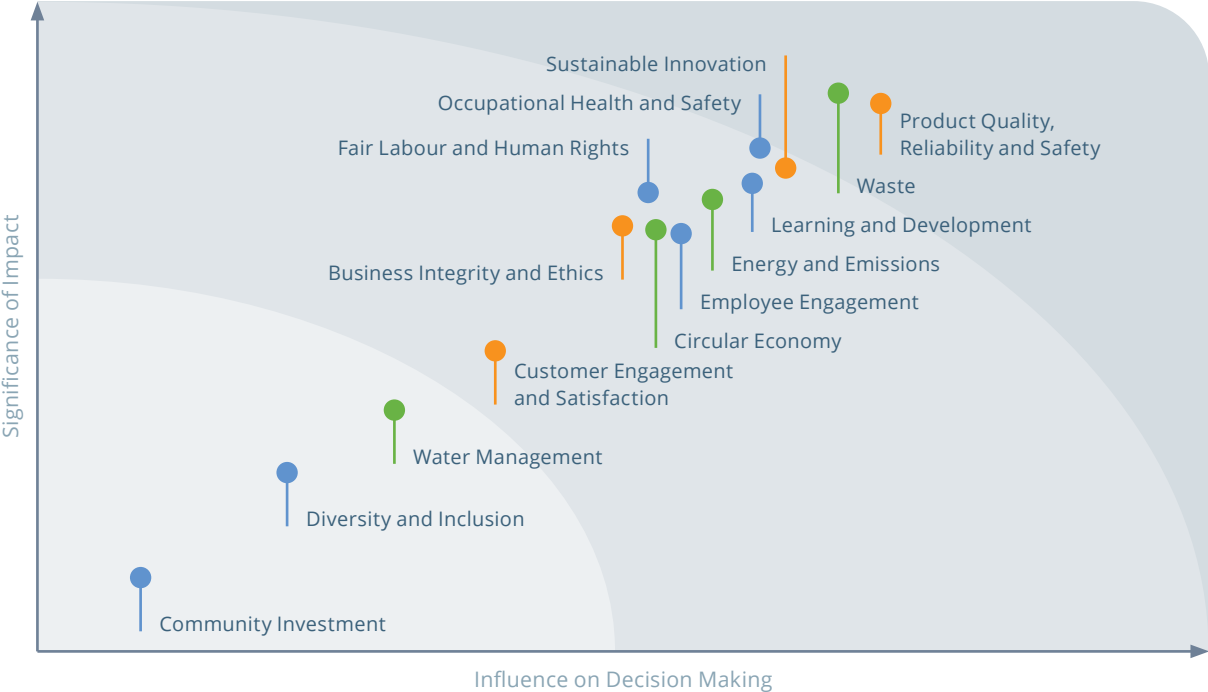 Sustainable Innovation
Occupational Health and Safety
Product Quality,
Reliability and Safety
Fair Labour and Human Rights
Waste
Learning and Development
Energy and Emissions
Business Integrity and Ethics
Employee Engagement
Circular Economy
Customer Engagement
and Satisfaction
Water Management
Diversity and Inclusion
Community Investment
Significance of Impact
Influence on Decision Making